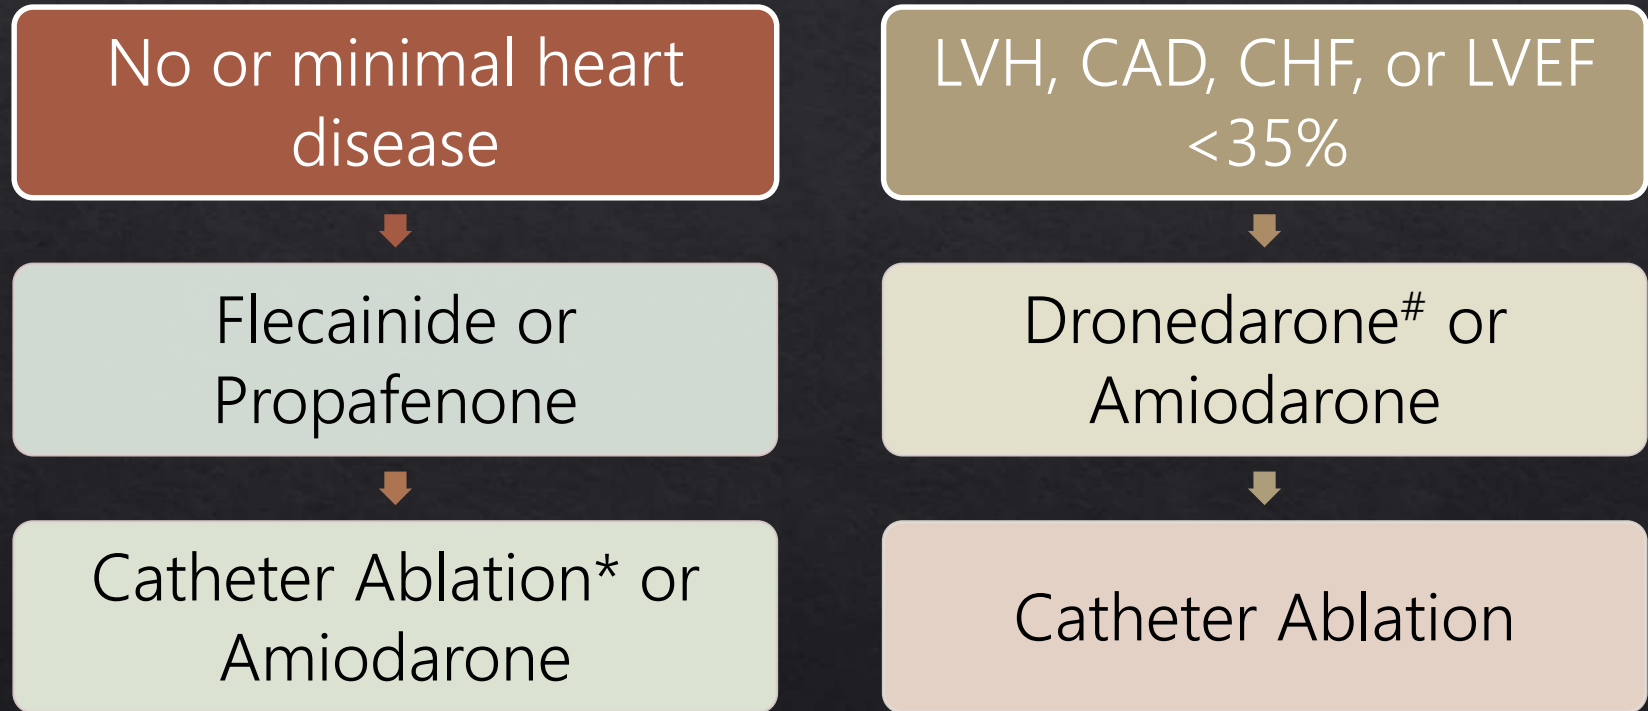 No or minimal heart
disease
Flecainide or
Propafenone
Catheter Ablation* or
Amiodarone
LVH, CAD, CHF, or LVEF
<35%
Dronedarone# or
Amiodarone
Catheter Ablation